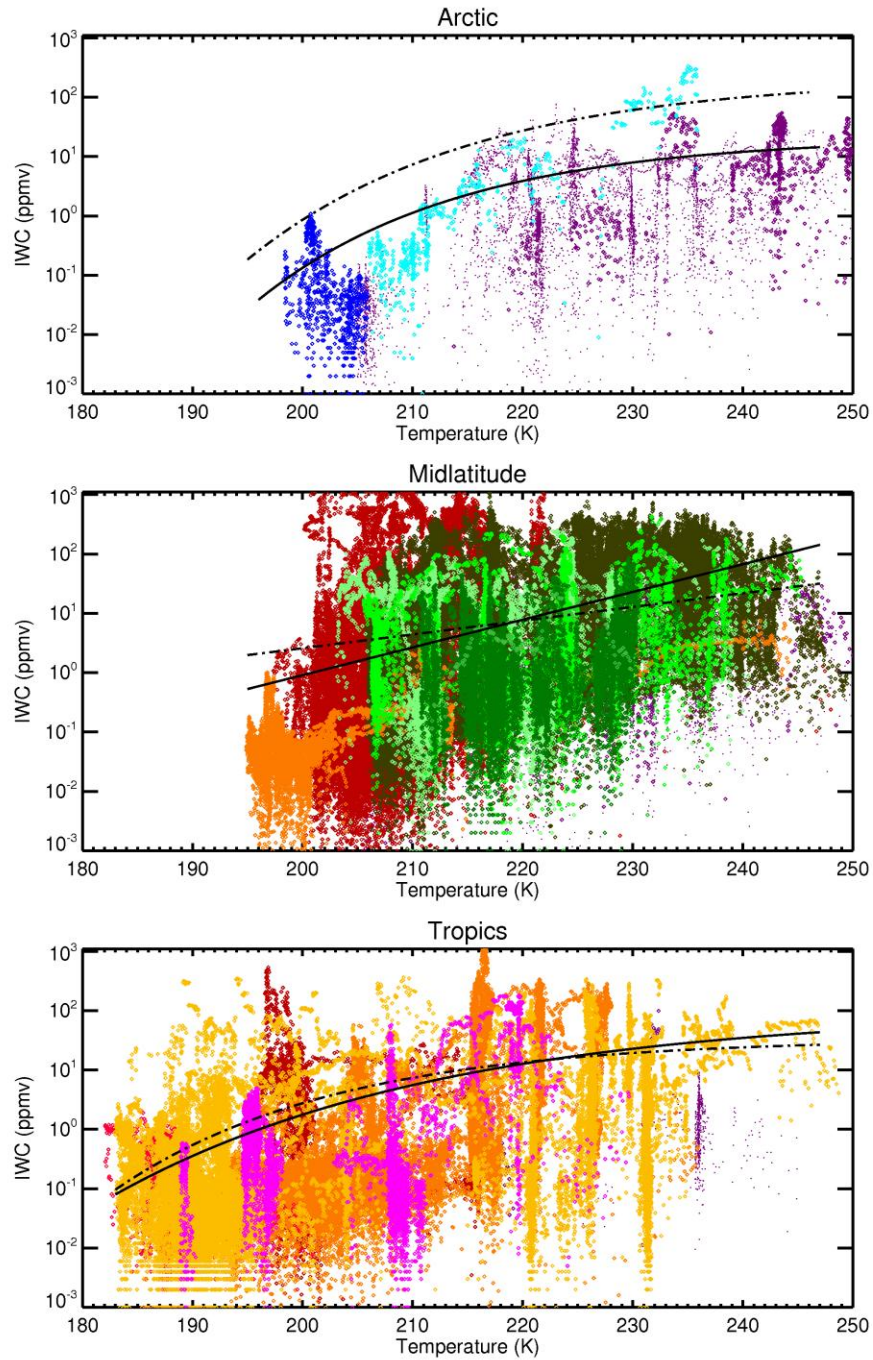 Arctic
10³
10²
10¹
10⁰
10⁻¹
10⁻²
10⁻³
IWC (ppmv)
180 190 200 210 220 230 240 250
Temperature (K)
Midlatitude
10³
10²
10¹
10⁰
10⁻¹
10⁻²
10⁻³
IWC (ppmv)
180 190 200 210 220 230 240 250
Temperature (K)
Tropics
10³
10²
10¹
10⁰
10⁻¹
10⁻²
10⁻³
IWC (ppmv)
180 190 200 210 220 230 240 250
Temperature (K)